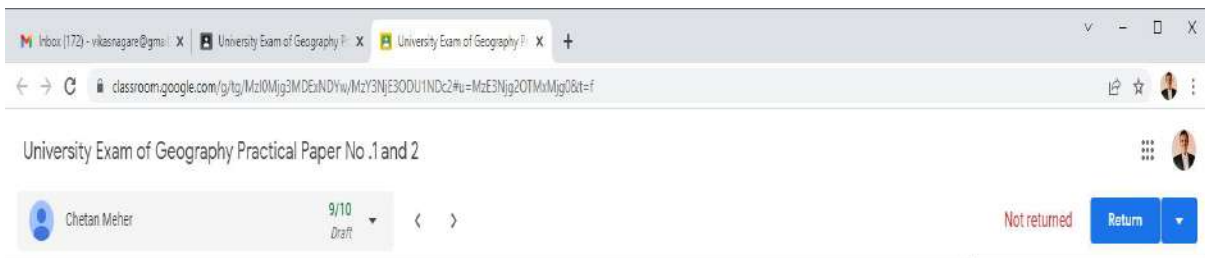 Inbox (172) - vikasnagare@gmai
University Exam of Geography P
University Exam of Geography P
classroom.google.com/g/tg/MzI0Mjg3MDExNDYw/MzY3NjE3ODU1NDc2#u=MzE3Njg2OTMxMjg0&t=f
University Exam of Geography Practical Paper No .1 and 2
Chetan Meher
9/10
Draft
Not returned
Return